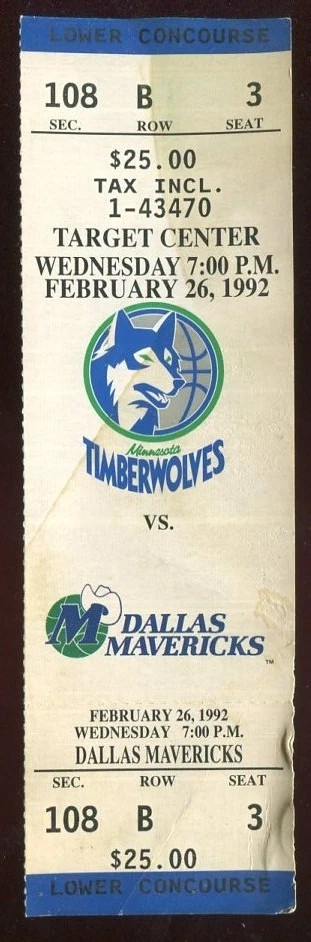 LOWER CONCOURSE
108 B 3
SEC. ROW SEAT
$25.00
TAX INCL.
1-43470
TARGET CENTER
WEDNESDAY 7:00 P.M.
FEBRUARY 26, 1992
Minnesota
TIMBERWOLVES
VS.
M DALLAS
MAVERICKS
TM
FEBRUARY 26, 1992
WEDNESDAY 7:00 P.M.
DALLAS MAVERICKS
SEC. ROW SEAT
108 B 3
$25.00
LOWER CONCOURSE